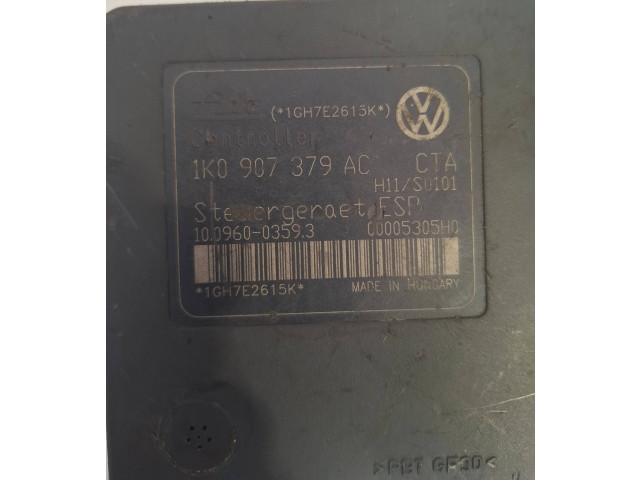 (*1GH7E2615K*)
Controller
1K0 907 379 AC CTA
H11/S0101
Steuergeraet ESP
10.0960-0359.3 00005305H0
*1GH7E2615K* MADE IN HUNGARY
>PBT GF30<